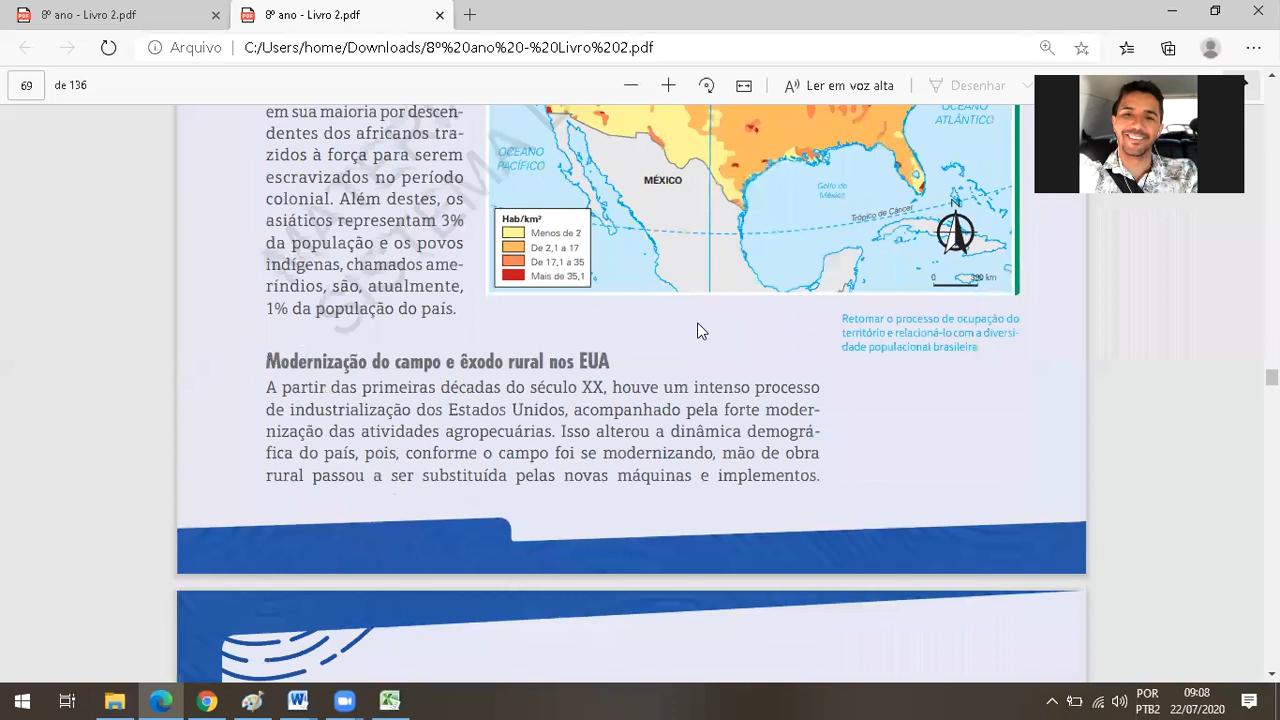 8º ano - Livro 2.pdf
8º ano - Livro 2.pdf
Arquivo
C:/Users/home/Downloads/8º%20ano%20-%20Livro%202.pdf
69 de 136
Ler em voz alta
Desenhar
em sua maioria por descen-
dentes dos africanos tra-
zidos à força para serem
escravizados no período
colonial. Além destes, os
asiáticos representam 3%
da população e os povos
indígenas, chamados ame-
ríndios, são, atualmente,
1% da população do país.
OCEANO
PACÍFICO
OCEANO
ATLÂNTICO
MÉXICO
Golfo do
México
Trópico de Câncer
N
Hab/km²
Menos de 2
De 2,1 a 17
De 17,1 a 35
Mais de 35,1
0 390 km
Retomar o processo de ocupação do
território e relacioná-lo com a diversi-
dade populacional brasileira
Modernização do campo e êxodo rural nos EUA
A partir das primeiras décadas do século XX, houve um intenso processo
de industrialização dos Estados Unidos, acompanhado pela forte moder-
nização das atividades agropecuárias. Isso alterou a dinâmica demográ-
fica do país, pois, conforme o campo foi se modernizando, mão de obra
rural passou a ser substituída pelas novas máquinas e implementos.
POR
PTB2
09:08
22/07/2020